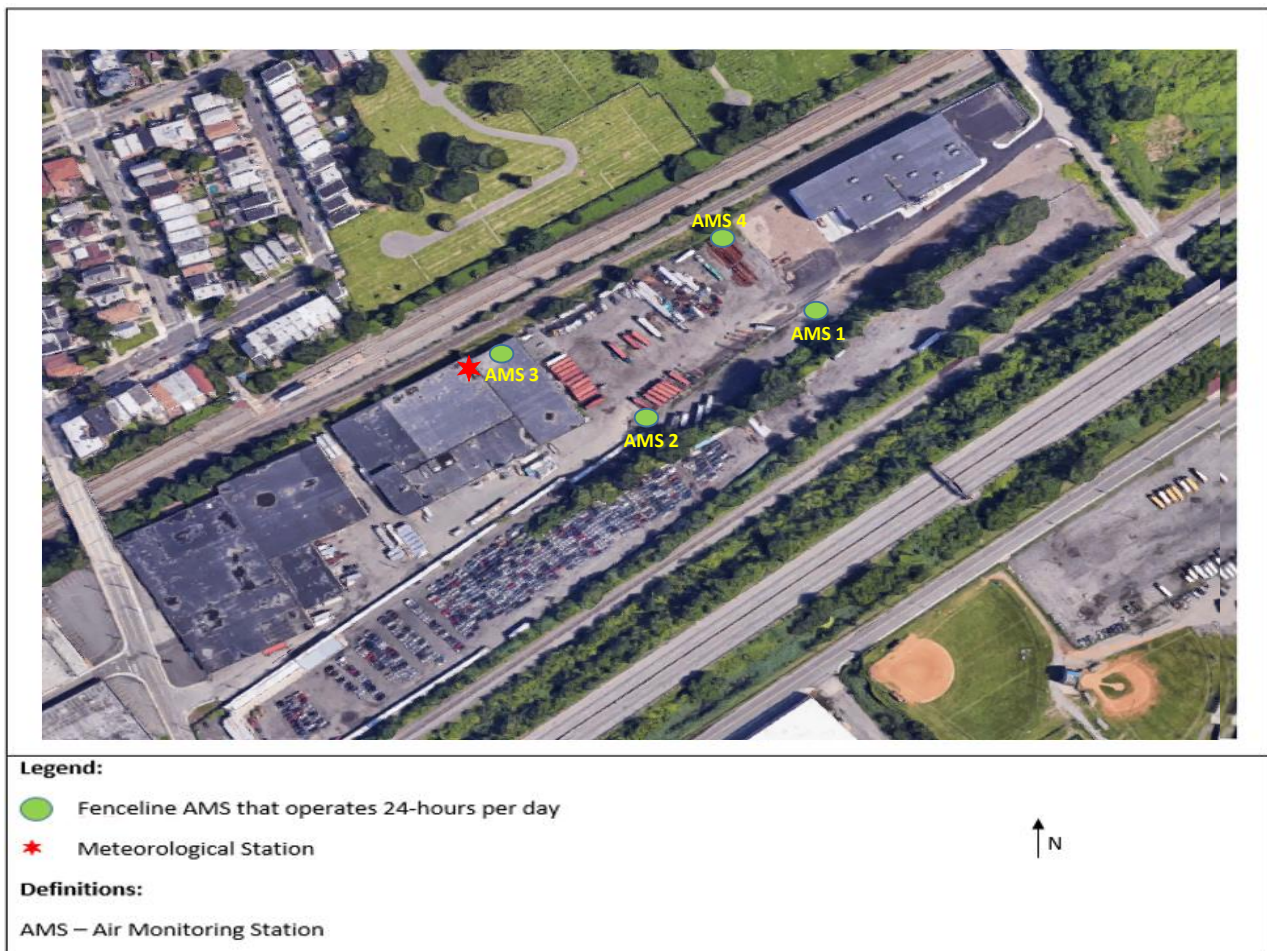 AMS 4
AMS 1
AMS 3
AMS 2
Legend:
Fenceline AMS that operates 24-hours per day
Meteorological Station
N
Definitions:
AMS – Air Monitoring Station